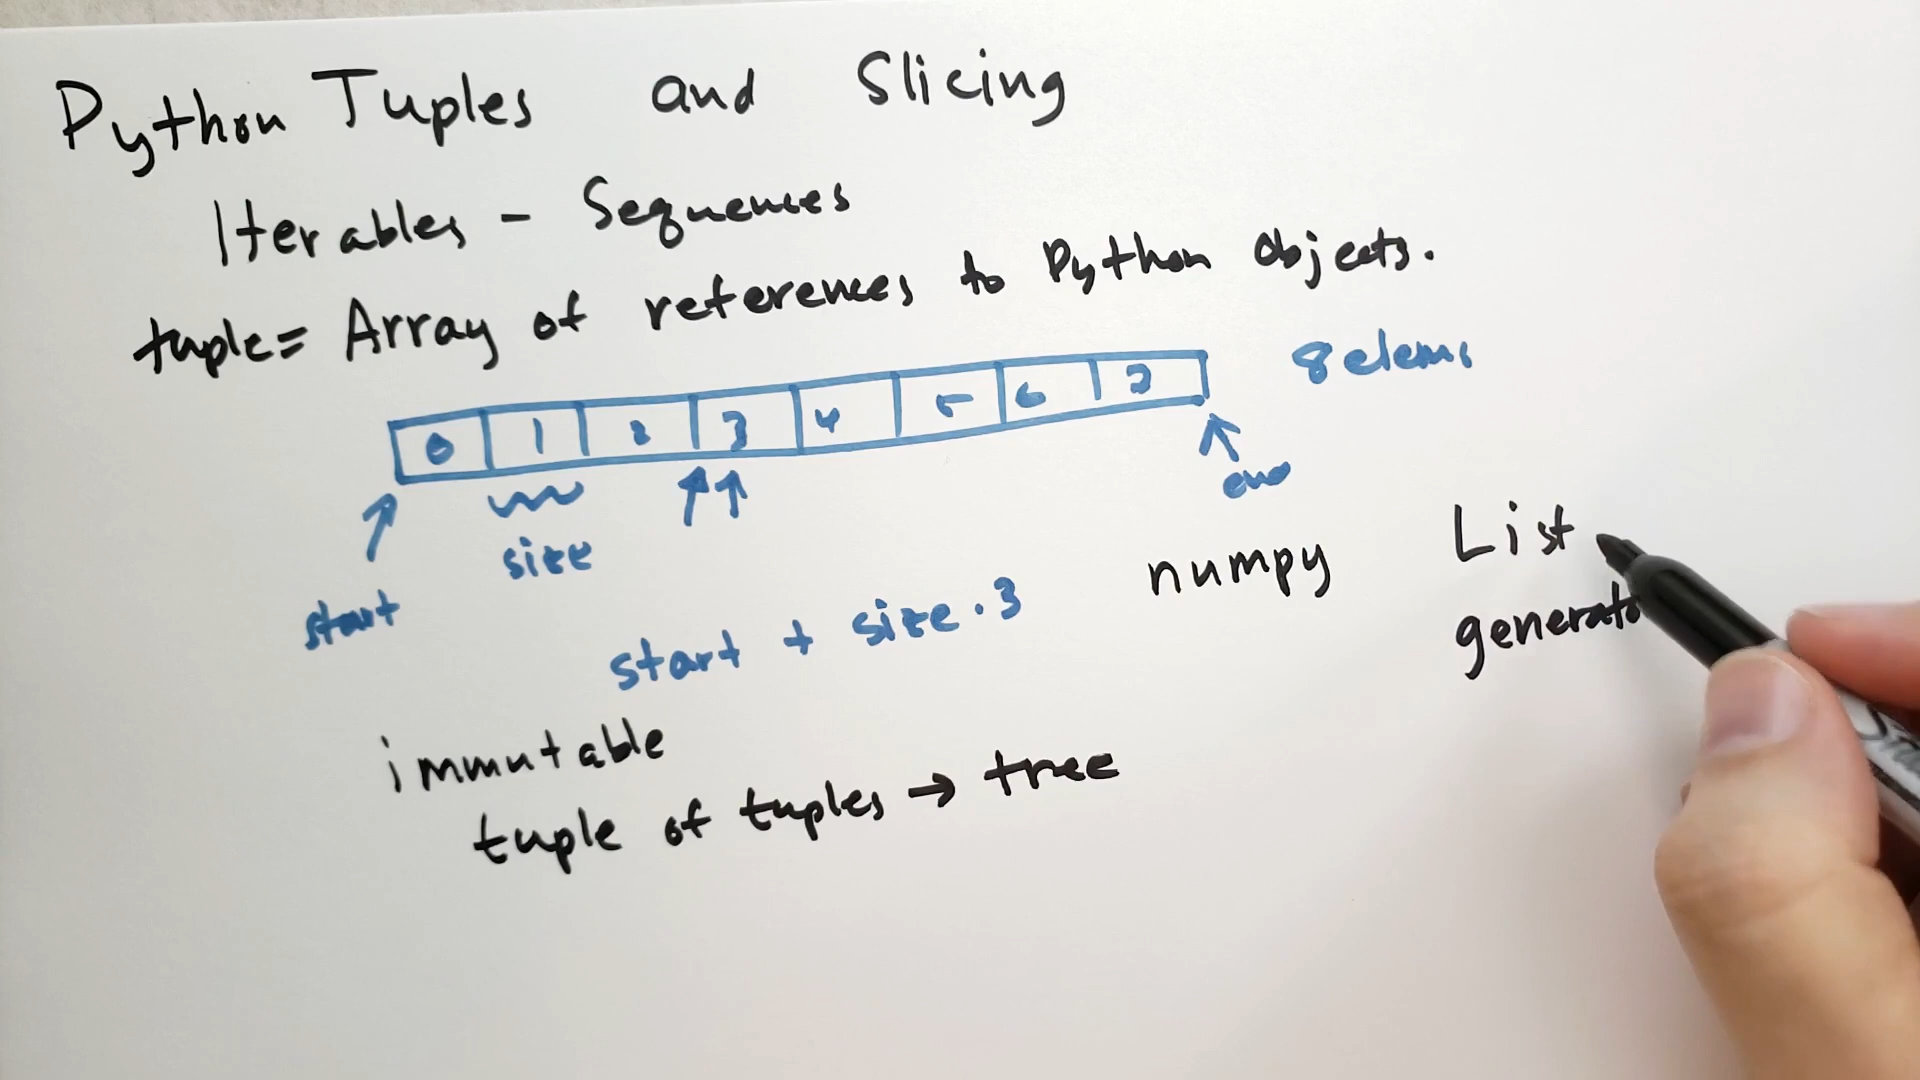 Python Tuples and Slicing
Iterables - Sequences
tuple= Array of references to Python Objects.
8 elems
0 1 2 3 4 5 6 7
end
start
size
start + size · 3
numpy
List
generato
immutable
tuple of tuples → tree